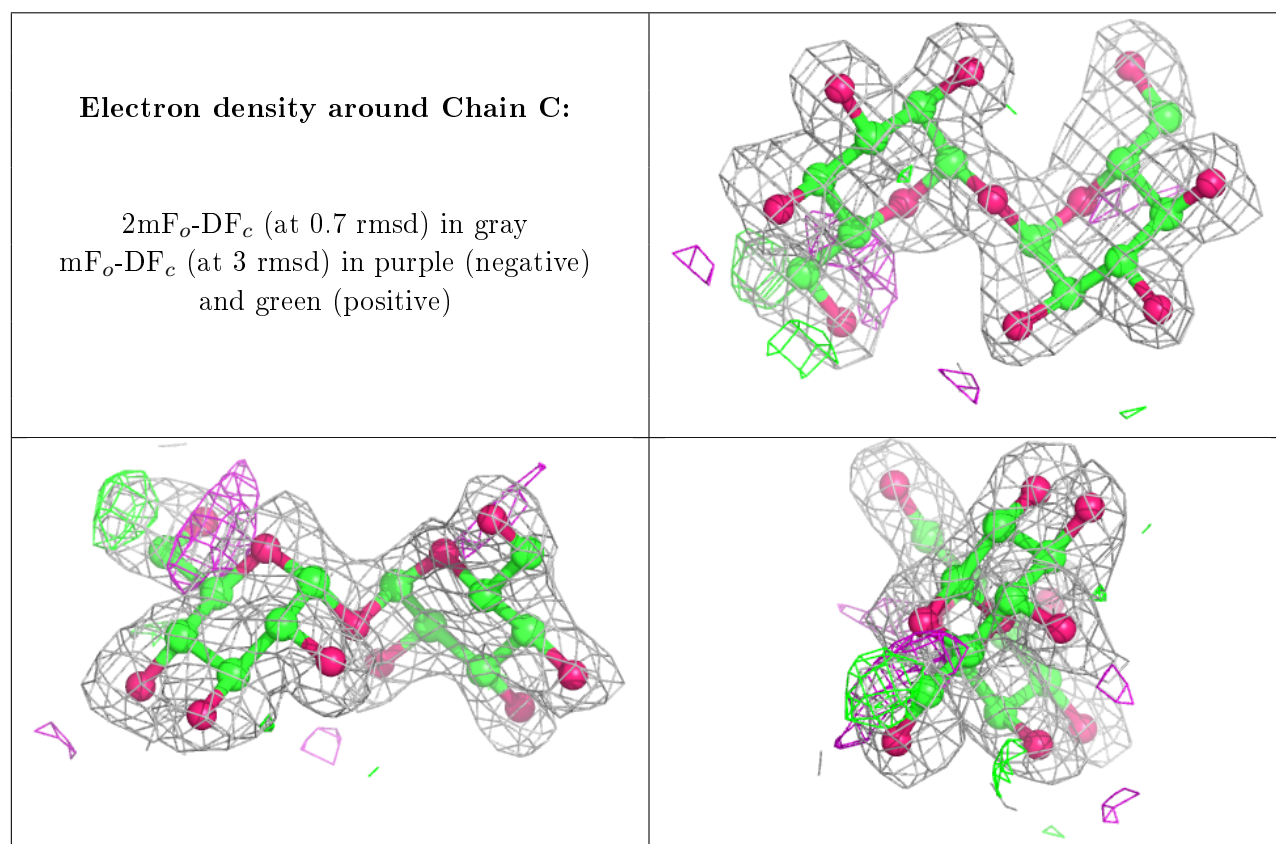 Electron density around Chain C:
2mFₒ-DF𝒸 (at 0.7 rmsd) in gray
mFₒ-DF𝒸 (at 3 rmsd) in purple (negative)
and green (positive)